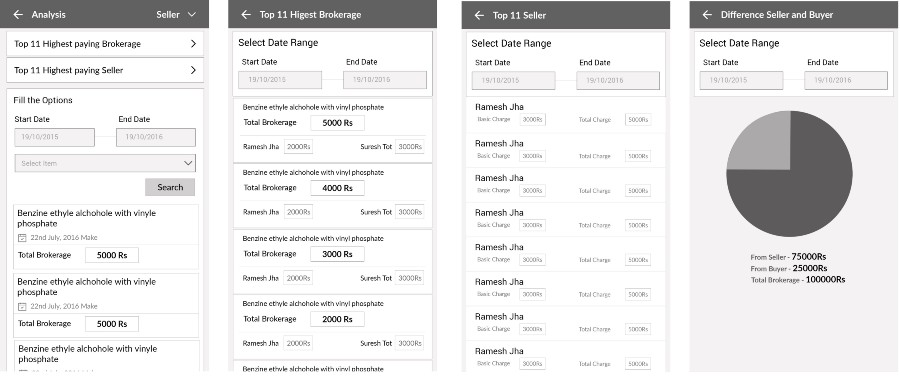 Analysis
Seller
Top 11 Highest paying Brokerage
Top 11 Highest paying Seller
Fill the Options
Start Date
End Date
19/10/2015
19/10/2016
Select Item
Search
Benzine ethyle alchohole with vinyle
phosphate
22nd July, 2016 Make
Total Brokerage
5000 Rs
Benzine ethyle alchohole with vinyle
phosphate
22nd July, 2016 Make
Total Brokerage
5000 Rs
Benzine ethyle alchohole with vinyle
phosphate
Top 11 Higest Brokerage
Select Date Range
Start Date
End Date
19/10/2015
19/10/2016
Benzine ethyle alchohole with vinyl phosphate
Total Brokerage
5000 Rs
Ramesh Jha 2000Rs
Suresh Tot 3000Rs
Benzine ethyle alchohole with vinyl phosphate
Total Brokerage
4000 Rs
Ramesh Jha 2000Rs
Suresh Tot 3000Rs
Benzine ethyle alchohole with vinyl phosphate
Total Brokerage
3000 Rs
Ramesh Jha 2000Rs
Suresh Tot 3000Rs
Benzine ethyle alchohole with vinyl phosphate
Total Brokerage
2000 Rs
Ramesh Jha 2000Rs
Suresh Tot 3000Rs
Benzine ethyle alchohole with vinyl phosphate
Top 11 Seller
Select Date Range
Start Date
End Date
19/10/2015
19/10/2016
Ramesh Jha
Basic Charge 3000Rs Total Charge 5000Rs
Ramesh Jha
Basic Charge 3000Rs Total Charge 5000Rs
Ramesh Jha
Basic Charge 3000Rs Total Charge 5000Rs
Ramesh Jha
Basic Charge 3000Rs Total Charge 5000Rs
Ramesh Jha
Basic Charge 3000Rs Total Charge 5000Rs
Ramesh Jha
Basic Charge 3000Rs Total Charge 5000Rs
Ramesh Jha
Basic Charge 3000Rs Total Charge 5000Rs
Ramesh Jha
Basic Charge 3000Rs Total Charge 5000Rs
Difference Seller and Buyer
Select Date Range
Start Date
End Date
19/10/2015
19/10/2016
From Seller - 75000Rs
From Buyer - 25000Rs
Total Brokerage - 100000Rs